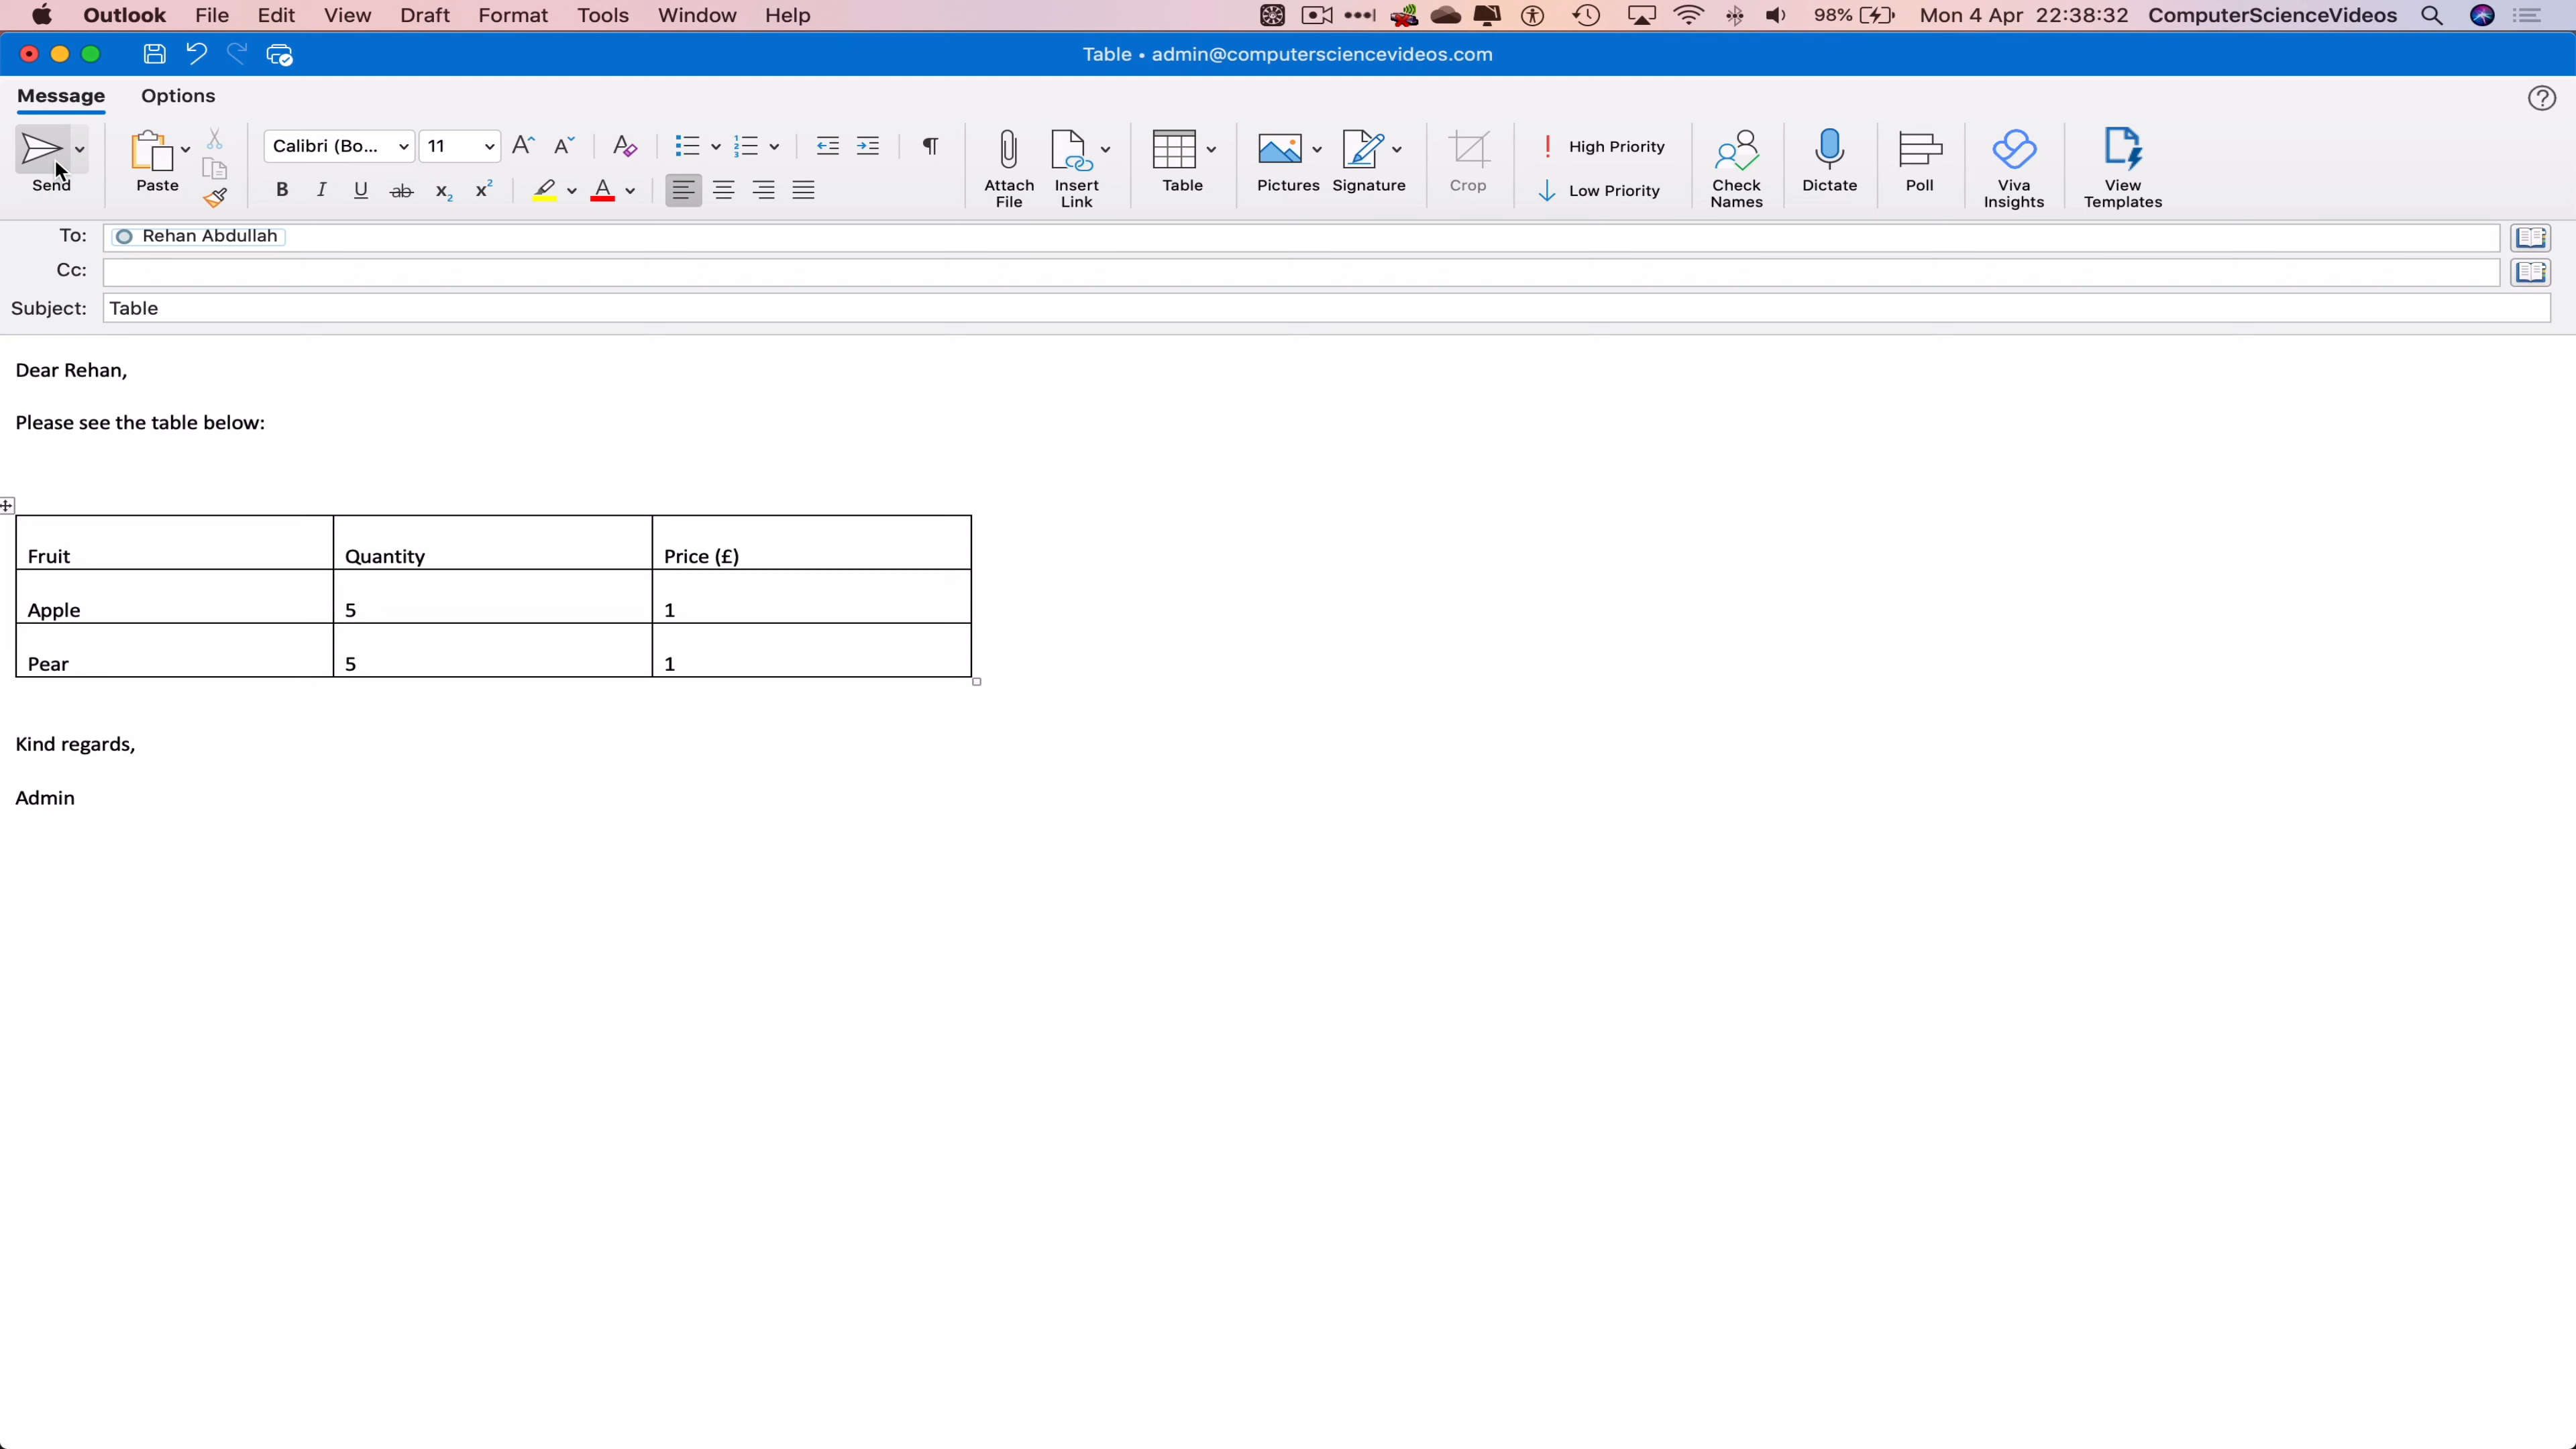 Outlook File Edit View Draft Format Tools Window Help 98% Mon 4 Apr 22:38:32 ComputerScienceVideos
Table • admin@computersciencevideos.com
Message Options
Send Paste Calibri (Bo... 11 Attach File Insert Link Table Pictures Signature Crop High Priority Low Priority Check Names Dictate Poll Viva Insights View Templates
To: Rehan Abdullah
Cc:
Subject: Table
Dear Rehan,
Please see the table below:
Fruit Quantity Price (£)
Apple 5 1
Pear 5 1
Kind regards,
Admin